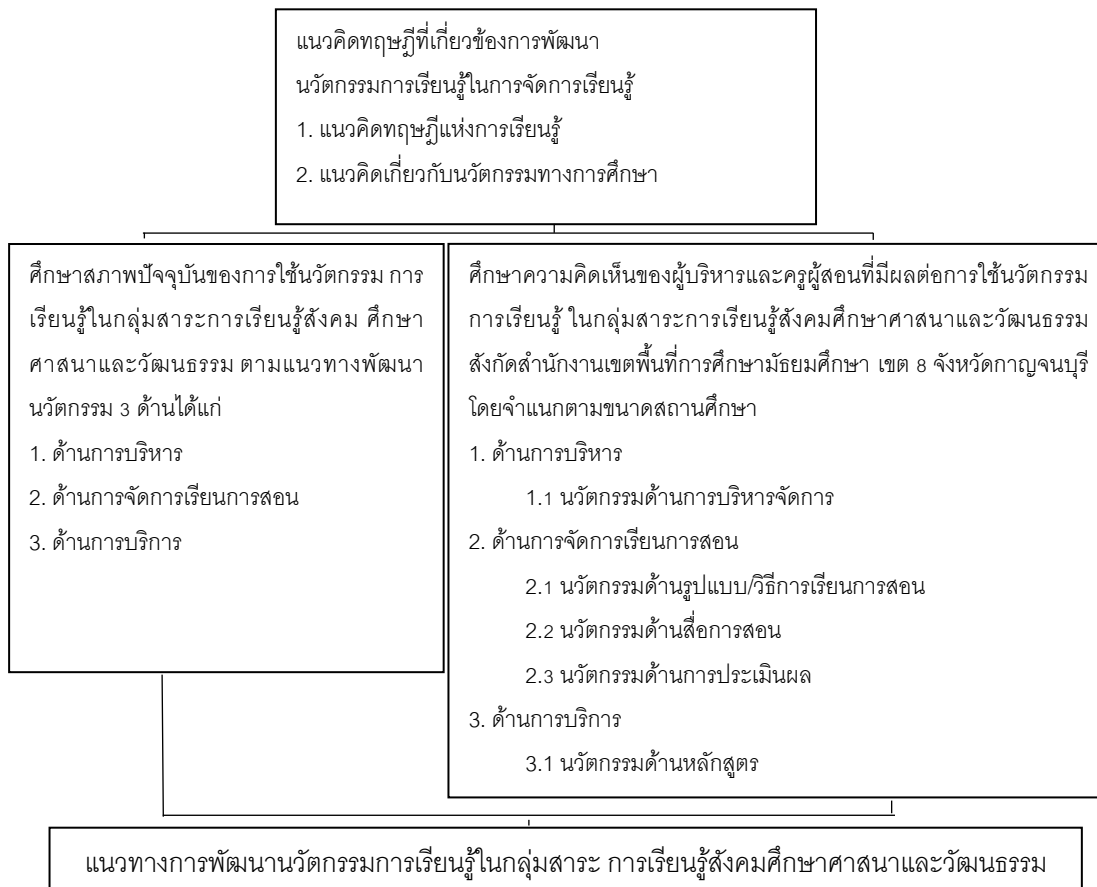 แนวคิดทฤษฎีที่เกี่ยวข้องการพัฒนา
นวัตกรรมการเรียนรู้ในการจัดการเรียนรู้
1. แนวคิดทฤษฎีแห่งการเรียนรู้
2. แนวคิดเกี่ยวกับนวัตกรรมทางการศึกษา
ศึกษาสภาพปัจจุบันของการใช้นวัตกรรม การ
เรียนรู้ในกลุ่มสาระการเรียนรู้สังคม ศึกษา
ศาสนาและวัฒนธรรม ตามแนวทางพัฒนา
นวัตกรรม 3 ด้านได้แก่
1. ด้านการบริหาร
2. ด้านการจัดการเรียนการสอน
3. ด้านการบริการ
ศึกษาความคิดเห็นของผู้บริหารและครูผู้สอนที่มีผลต่อการใช้นวัตกรรม
การเรียนรู้ ในกลุ่มสาระการเรียนรู้สังคมศึกษาศาสนาและวัฒนธรรม
สังกัดสำนักงานเขตพื้นที่การศึกษามัธยมศึกษา เขต 8 จังหวัดกาญจนบุรี
โดยจำแนกตามขนาดสถานศึกษา
1. ด้านการบริหาร
1.1 นวัตกรรมด้านการบริหารจัดการ
2. ด้านการจัดการเรียนการสอน
2.1 นวัตกรรมด้านรูปแบบ/วิธีการเรียนการสอน
2.2 นวัตกรรมด้านสื่อการสอน
2.3 นวัตกรรมด้านการประเมินผล
3. ด้านการบริการ
3.1 นวัตกรรมด้านหลักสูตร
แนวทางการพัฒนานวัตกรรมการเรียนรู้ในกลุ่มสาระ การเรียนรู้สังคมศึกษาศาสนาและวัฒนธรรม